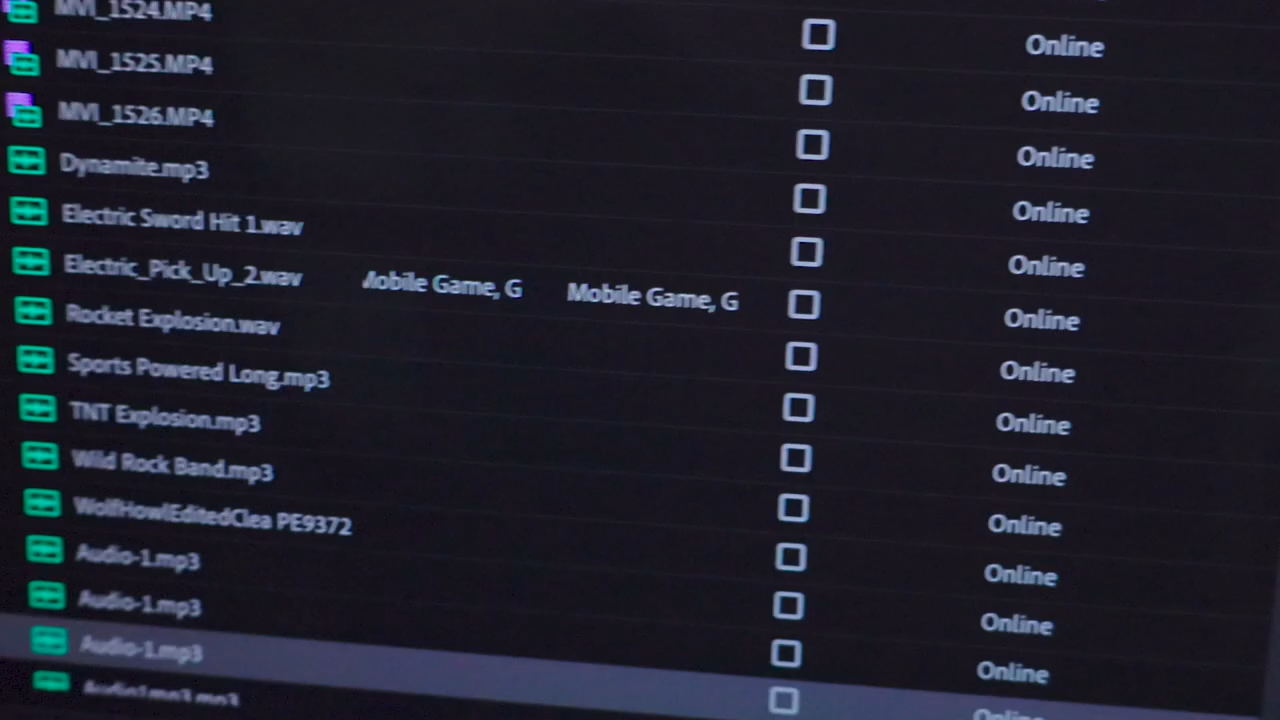 MVI_1524.MP4 Online
MVI_1525.MP4 Online
MVI_1526.MP4 Online
Dynamite.mp3 Online
Electric Sword Hit 1.wav Online
Electric_Pick_Up_2.wav Mobile Game, G Mobile Game, G Online
Rocket Explosion.wav Online
Sports Powered Long.mp3 Online
TNT Explosion.mp3 Online
Wild Rock Band.mp3 Online
WolfHowlEditedClea PE9372 Online
Audio-1.mp3 Online
Audio-1.mp3 Online
Audio-1.mp3 Online